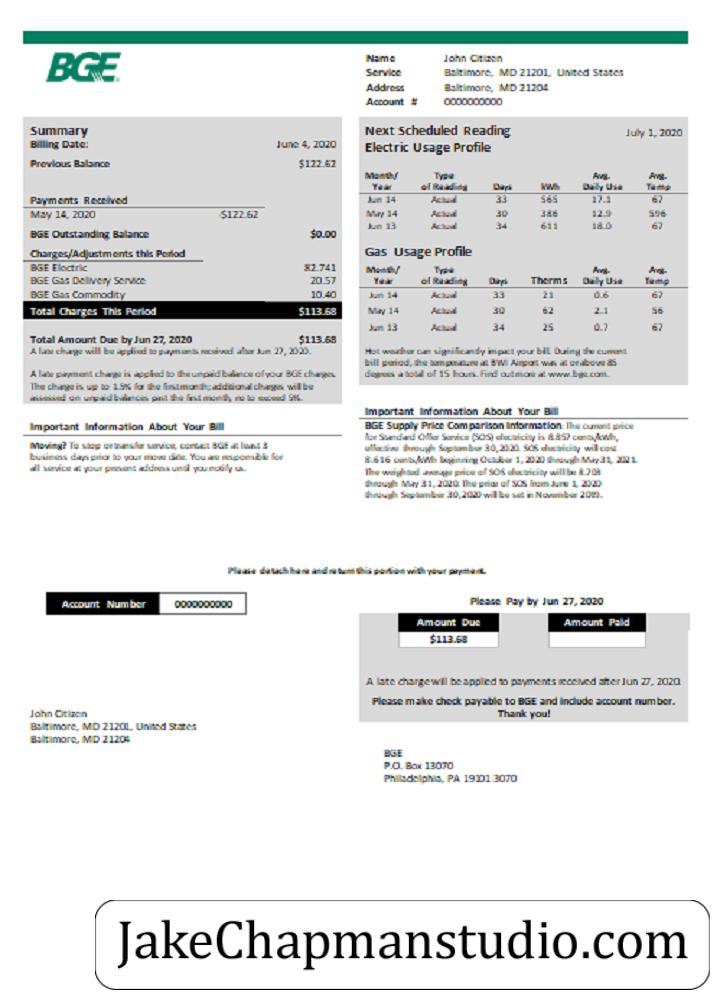 BGE
Name John Citizen
Service Baltimore, MD 21201, United States
Address Baltimore, MD 21204
Account # 0000000000
Summary
Billing Date: June 4, 2020
Previous Balance $122.62
Payments Received
May 14, 2020 -$122.62
BGE Outstanding Balance $0.00
Charges/Adjustments this Period
BGE Electric 82.741
BGE Gas Delivery Service 20.57
BGE Gas Commodity 10.40
Total Charges This Period $113.68
Total Amount Due by Jun 27, 2020 $113.68
A late charge will be applied to payments received after Jun 27, 2020.
A late payment charge is applied to the unpaid balance of your BGE charges.
The charge is up to 1.5% for the first month; additional charges will be
assessed on unpaid balances past the first month, no to exceed 5%.
Important Information About Your Bill
Moving? To stop or transfer service, contact BGE at least 3
business days prior to your move date. You are responsible for
all service at your present address until you notify us.
Next Scheduled Reading July 1, 2020
Electric Usage Profile
Month/ Type Avg. Avg.
Year of Reading Days kWh Daily Use Temp
Jun 14 Actual 33 565 17.1 67
May 14 Actual 30 386 12.9 596
Jun 13 Actual 34 611 18.0 67
Gas Usage Profile
Month/ Type Avg. Avg.
Year of Reading Days Therms Daily Use Temp
Jun 14 Actual 33 21 0.6 67
May 14 Actual 30 62 2.1 56
Jun 13 Actual 34 25 0.7 67
Hot weather can significantly impact your bill. During the current
bill period, the temperature at BWI Airport was at or above 85
degrees a total of 15 hours. Find out more at www.bge.com.
Important Information About Your Bill
BGE Supply Price Comparison Information: The current price
for Standard Offer Service (SOS) electricity is 8.857 cents/kWh,
effective through September 30, 2020. SOS electricity will cost
8.616 cents/kWh beginning October 1, 2020 through May 31, 2021.
The weighted average price of SOS electricity will be 8.708
through May 31, 2020. The price of SOS from June 1, 2020
through September 30, 2020 will be set in November 2019.
Please detach here and return this portion with your payment.
Account Number 0000000000
Please Pay by Jun 27, 2020
Amount Due Amount Paid
$113.68
A late charge will be applied to payments received after Jun 27, 2020.
Please make check payable to BGE and include account number.
Thank you!
John Citizen
Baltimore, MD 21201, United States
Baltimore, MD 21204
BGE
P.O. Box 13070
Philadelphia, PA 19101 3070
JakeChapmanstudio.com